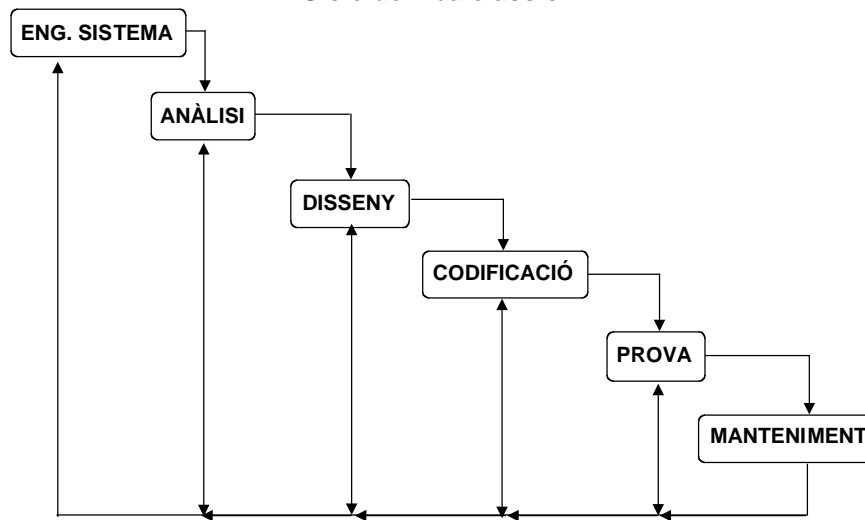 ENG. SISTEMA
ANÀLISI
DISSENY
CODIFICACIÓ
PROVA
MANTENIMENT